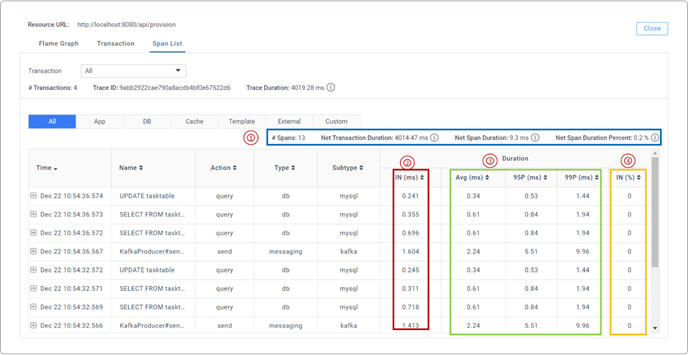 Resource URL: http://localhost:8080/api/provision
Close
Flame Graph Transaction Span List
Transaction All
# Transactions: 4 Trace ID: 9abb2922cae790a8acdb4bf0e67522d6 Trace Duration: 4019.28 ms
All App DB Cache Template External Custom
① # Spans: 13 Net Transaction Duration: 4014.47 ms Net Span Duration: 9.3 ms Net Span Duration Percent: 0.2 %
② ③ Duration ④
Time Name Action Type Subtype IN (ms) Avg (ms) 95P (ms) 99P (ms) IN (%)
Dec 22 10:54:36.574 UPDATE tasktable query db mysql 0.241 0.34 0.53 1.44 0
Dec 22 10:54:36.573 SELECT FROM taskt... query db mysql 0.355 0.61 0.84 1.94 0
Dec 22 10:54:36.572 SELECT FROM taskt... query db mysql 0.696 0.61 0.84 1.94 0
Dec 22 10:54:36.567 KafkaProducer#sen... send messaging kafka 1.604 2.24 5.51 9.96 0
Dec 22 10:54:32.572 UPDATE tasktable query db mysql 0.245 0.34 0.53 1.44 0
Dec 22 10:54:32.571 SELECT FROM taskt... query db mysql 0.311 0.61 0.84 1.94 0
Dec 22 10:54:32.569 SELECT FROM taskt... query db mysql 0.718 0.61 0.84 1.94 0
Dec 22 10:54:32.566 KafkaProducer#sen... send messaging kafka 1.413 2.24 5.51 9.96 0